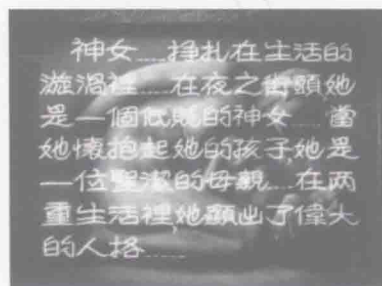 神女......挣扎在生活的
漩渦裡......在夜之街頭她
是一個低賤的神女......當
她懷抱起她的孩子她是
一位聖潔的母親......在两
重生活裡她顯出了偉大
的人格......